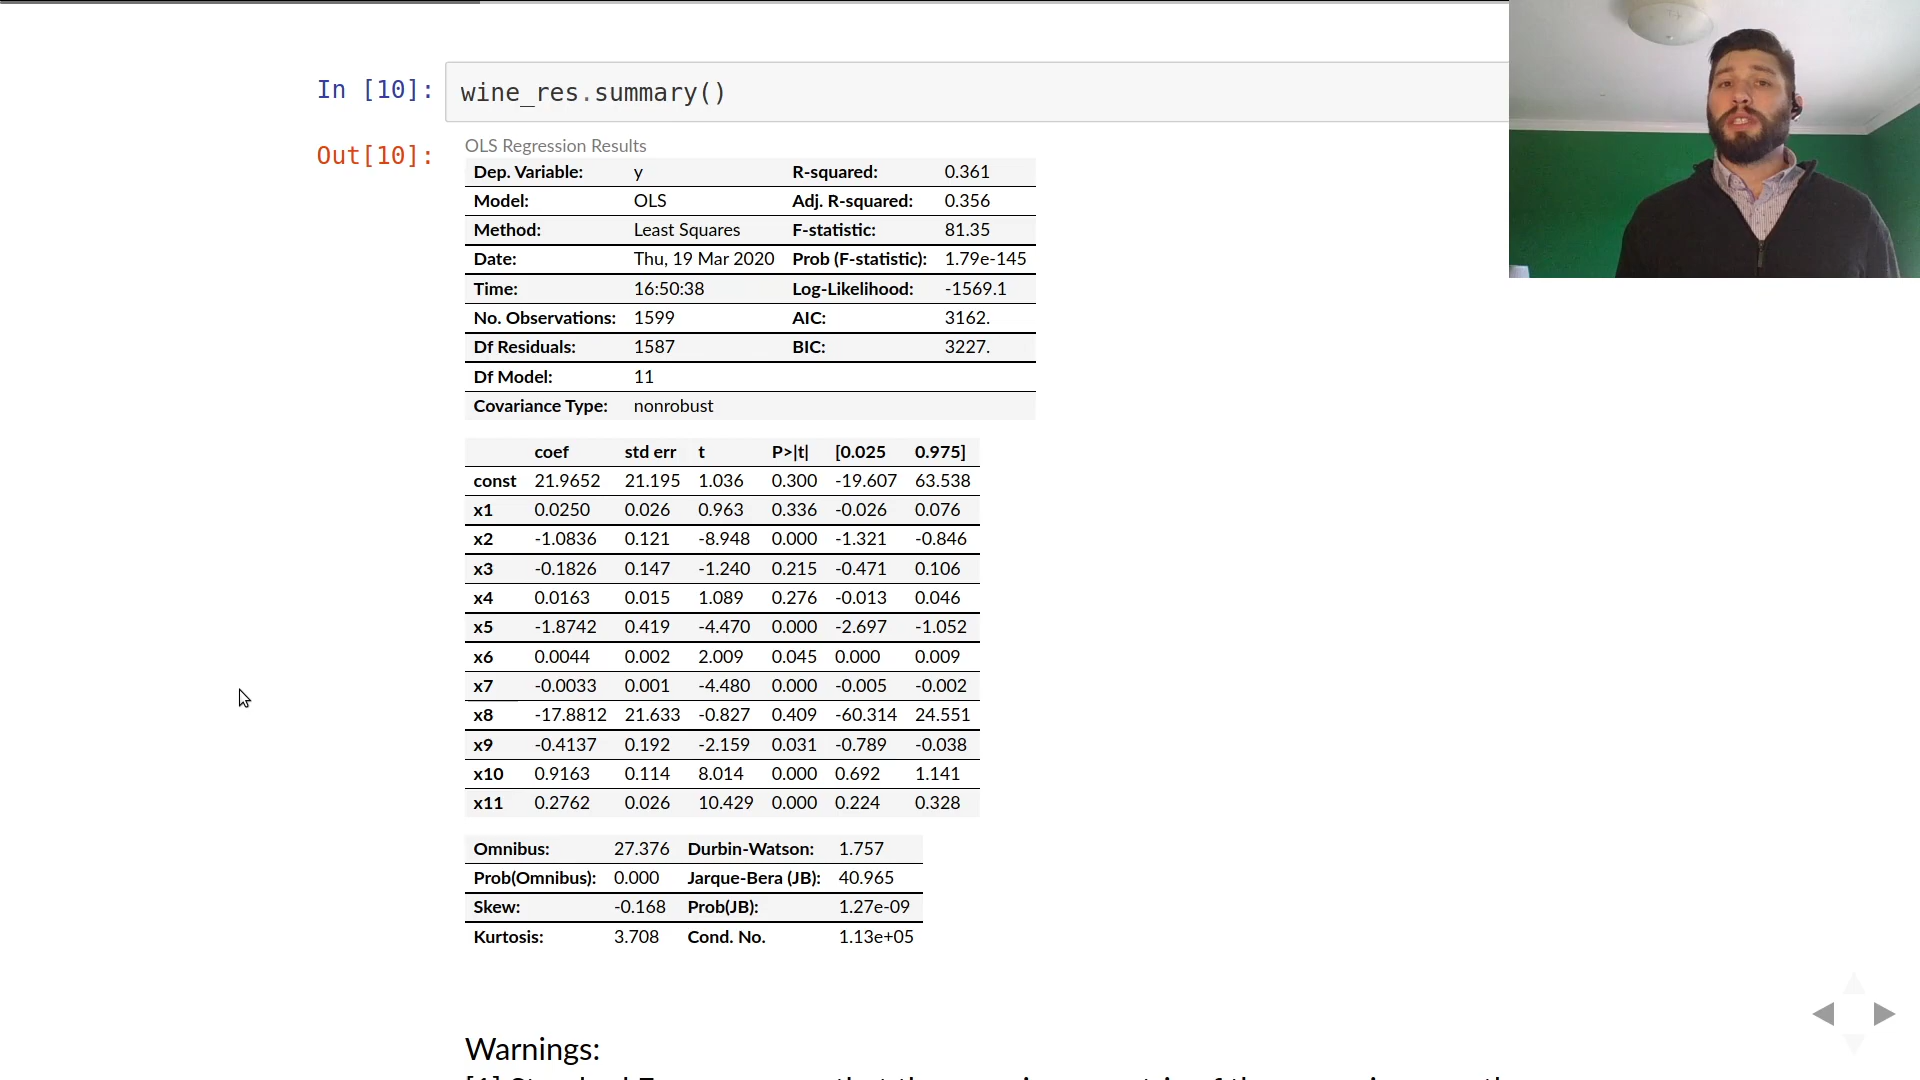 In [10]: wine_res.summary()
Out[10]: OLS Regression Results
Dep. Variable: y R-squared: 0.361
Model: OLS Adj. R-squared: 0.356
Method: Least Squares F-statistic: 81.35
Date: Thu, 19 Mar 2020 Prob (F-statistic): 1.79e-145
Time: 16:50:38 Log-Likelihood: -1569.1
No. Observations: 1599 AIC: 3162.
Df Residuals: 1587 BIC: 3227.
Df Model: 11
Covariance Type: nonrobust
coef std err t P>|t| [0.025 0.975]
const 21.9652 21.195 1.036 0.300 -19.607 63.538
x1 0.0250 0.026 0.963 0.336 -0.026 0.076
x2 -1.0836 0.121 -8.948 0.000 -1.321 -0.846
x3 -0.1826 0.147 -1.240 0.215 -0.471 0.106
x4 0.0163 0.015 1.089 0.276 -0.013 0.046
x5 -1.8742 0.419 -4.470 0.000 -2.697 -1.052
x6 0.0044 0.002 2.009 0.045 0.000 0.009
x7 -0.0033 0.001 -4.480 0.000 -0.005 -0.002
x8 -17.8812 21.633 -0.827 0.409 -60.314 24.551
x9 -0.4137 0.192 -2.159 0.031 -0.789 -0.038
x10 0.9163 0.114 8.014 0.000 0.692 1.141
x11 0.2762 0.026 10.429 0.000 0.224 0.328
Omnibus: 27.376 Durbin-Watson: 1.757
Prob(Omnibus): 0.000 Jarque-Bera (JB): 40.965
Skew: -0.168 Prob(JB): 1.27e-09
Kurtosis: 3.708 Cond. No. 1.13e+05
Warnings: